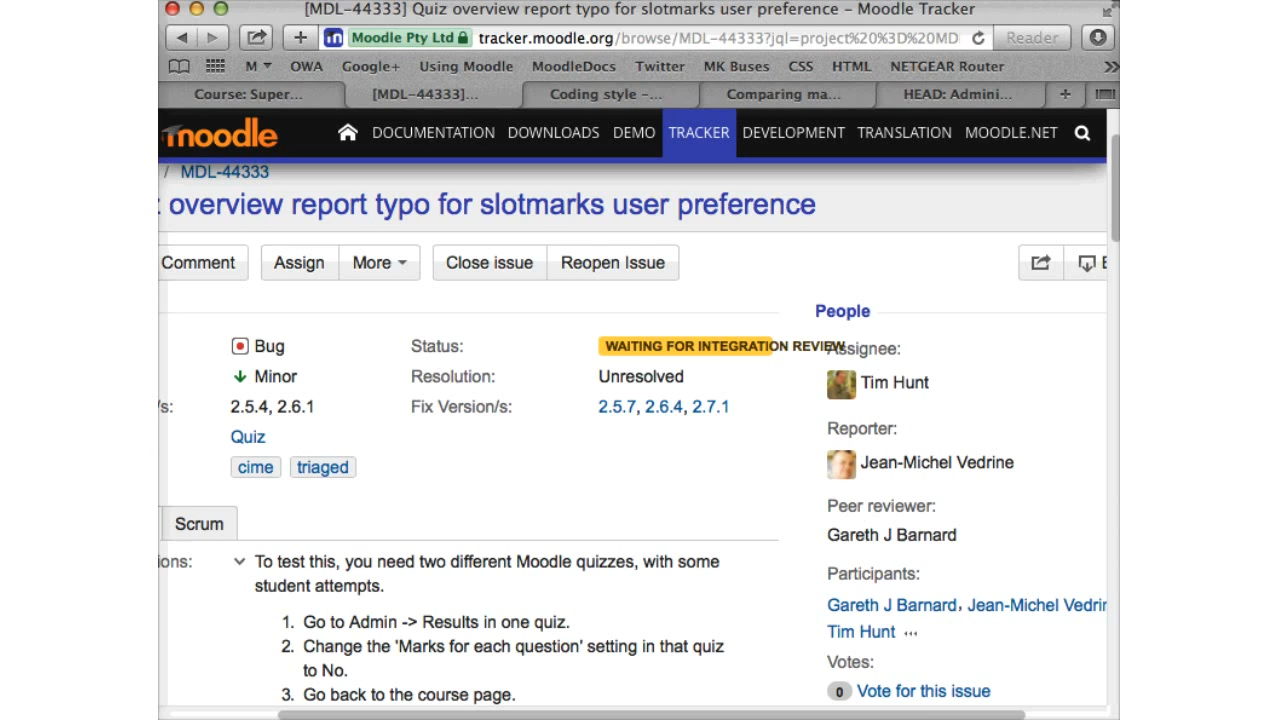 [MDL-44333] Quiz overview report typo for slotmarks user preference – Moodle Tracker
Moodle Pty Ltd tracker.moodle.org/browse/MDL-44333?jql=project%20%3D%20MD Reader
M OWA Google+ Using Moodle MoodleDocs Twitter MK Buses CSS HTML NETGEAR Router
Course: Super... [MDL-44333]... Coding style –... Comparing ma... HEAD: Admini...
moodle DOCUMENTATION DOWNLOADS DEMO TRACKER DEVELOPMENT TRANSLATION MOODLE.NET
/ MDL-44333
overview report typo for slotmarks user preference
Comment Assign More Close issue Reopen Issue
People
Bug Status: WAITING FOR INTEGRATION REVIEW Assignee:
Minor Resolution: Unresolved Tim Hunt
/s: 2.5.4, 2.6.1 Fix Version/s: 2.5.7, 2.6.4, 2.7.1
Reporter:
Quiz
Jean-Michel Vedrine
cime triaged
Peer reviewer:
Scrum Gareth J Barnard
ions: To test this, you need two different Moodle quizzes, with some
student attempts.
Participants:
Gareth J Barnard, Jean-Michel Vedrin
Tim Hunt ...
1. Go to Admin -> Results in one quiz.
2. Change the 'Marks for each question' setting in that quiz
to No.
3. Go back to the course page.
Votes:
0 Vote for this issue